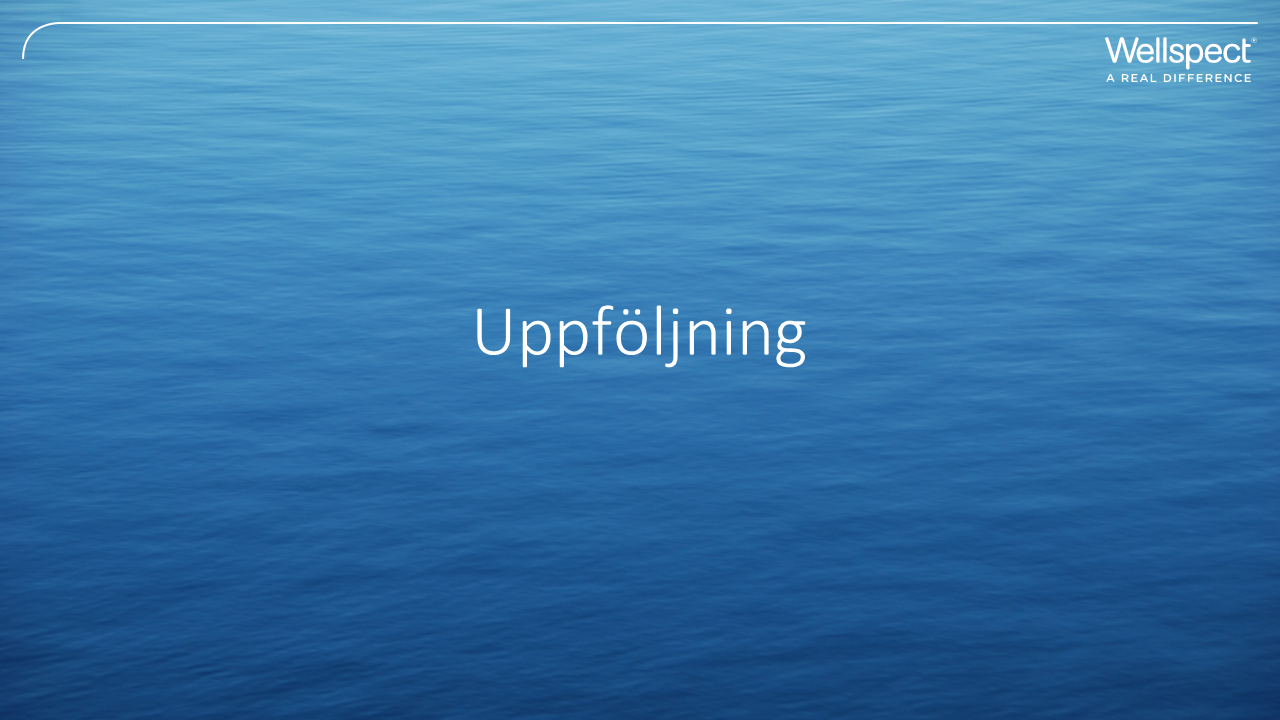 Wellspect®
A REAL DIFFERENCE
Uppföljning